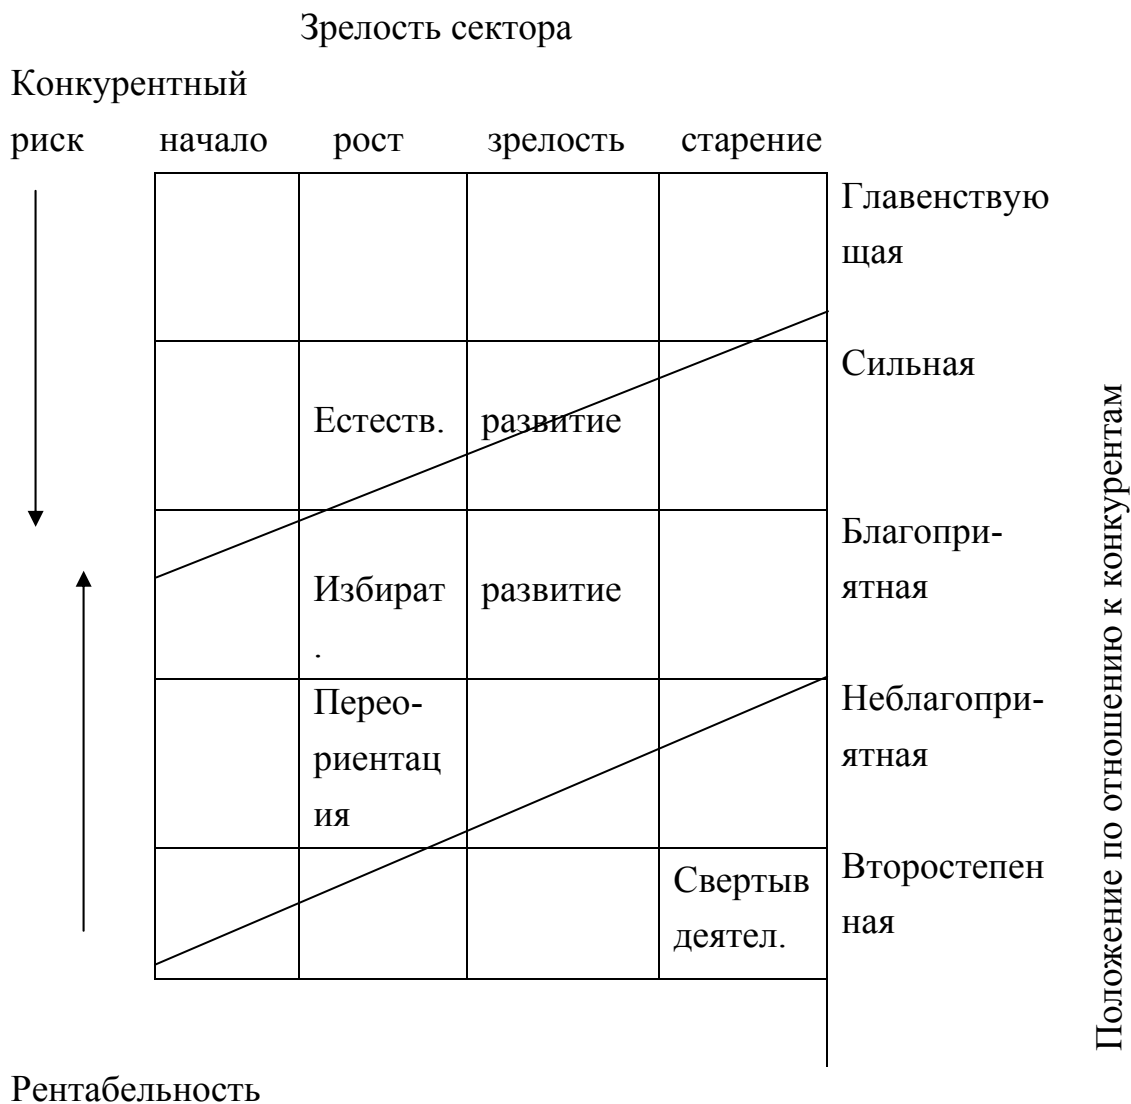 Зрелость сектора
Конкурентный
риск начало рост зрелость старение
Главенствую
щая
Сильная
Естеств. развитие
Благопри-
ятная
Избират развитие
.
Перео-
риентац
ия
Неблагопри-
ятная
Свертыв
деятел.
Второстепен
ная
Положение по отношению к конкурентам
Рентабельность